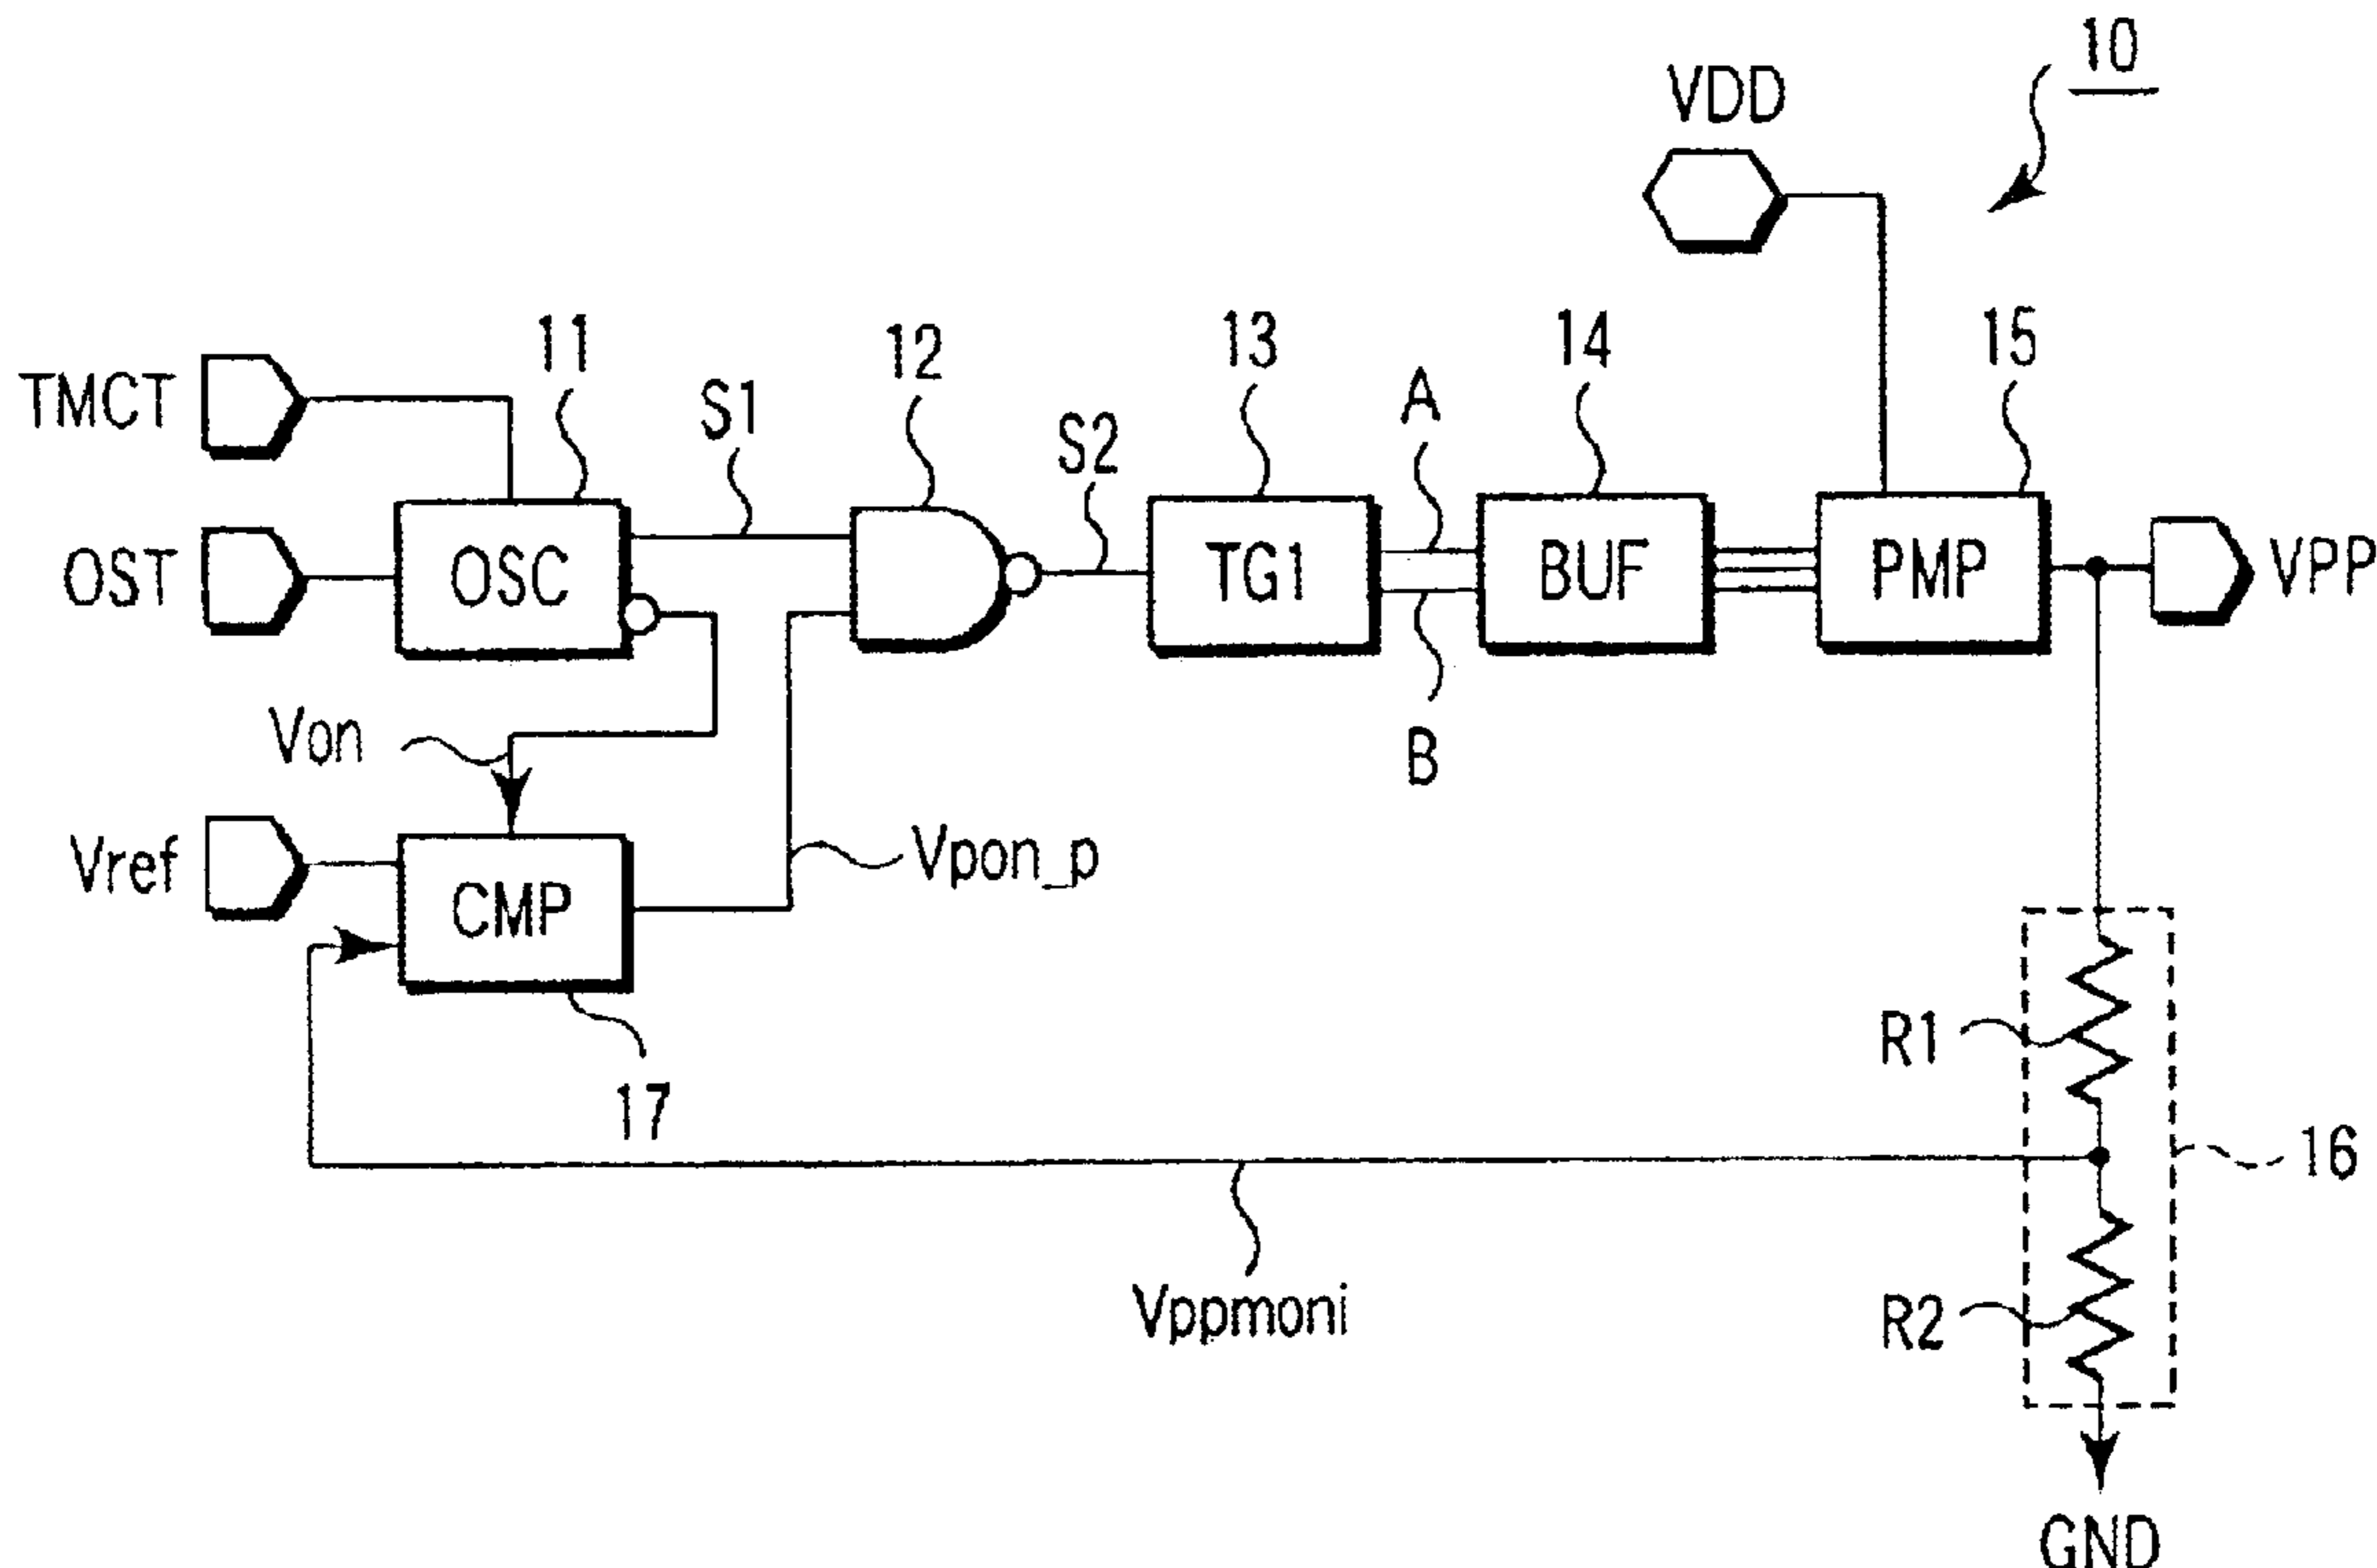 10
VDD
11
12
13
14
15
TMCT
S1
S2
A
OST
OSC
TG1
BUF
PMP
VPP
Von
B
Vref
CMP
Vpon_p
R1
17
16
Vppmoni
R2
GND